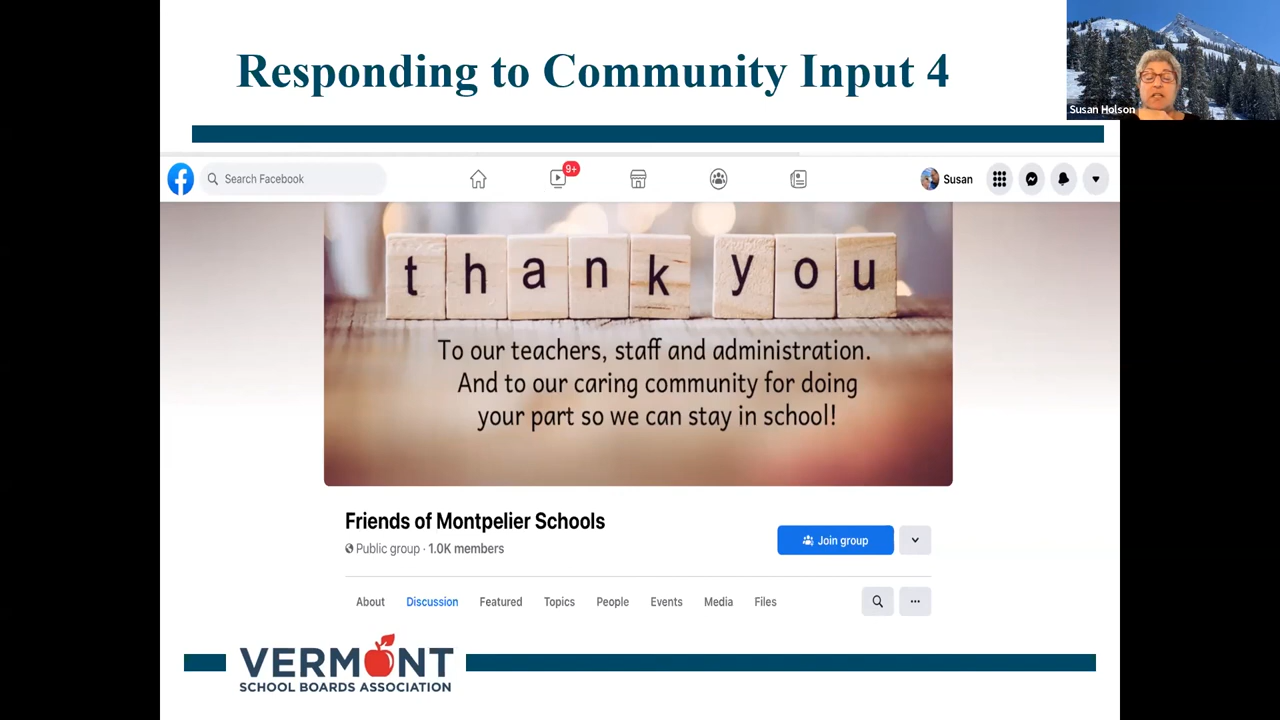 Responding to Community Input 4
Susan Holson
Search Facebook
9+
Susan
thank you
To our teachers, staff and administration.
And to our caring community for doing
your part so we can stay in school!
Friends of Montpelier Schools
Public group · 1.0K members
Join group
About Discussion Featured Topics People Events Media Files
VERMONT
SCHOOL BOARDS ASSOCIATION